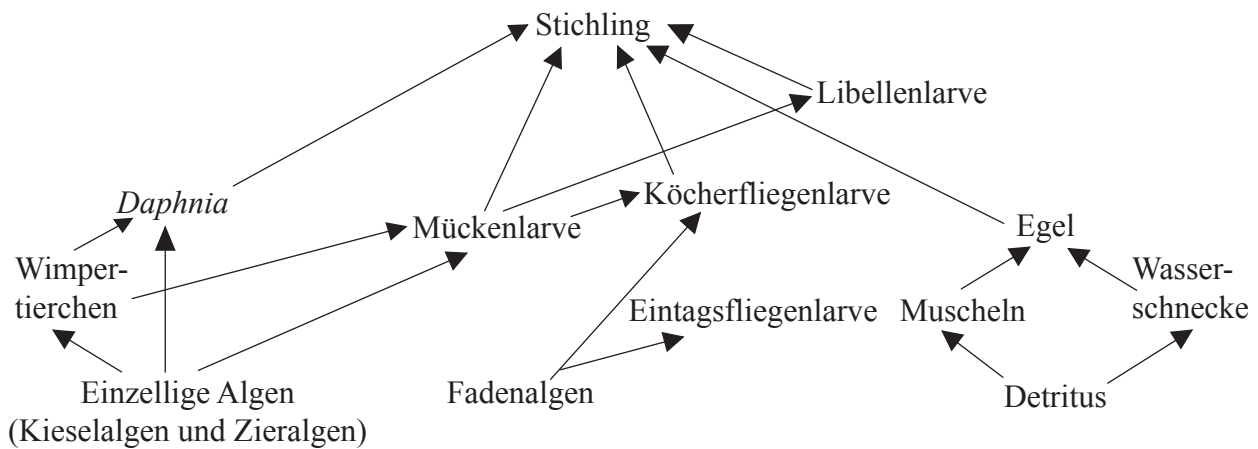 Stichling
Libellenlarve
Daphnia
Köcherfliegenlarve
Mückenlarve
Egel
Wimper-
tierchen
Wasser-
schnecke
Eintagsfliegenlarve
Muscheln
Einzellige Algen
(Kieselalgen und Zieralgen)
Fadenalgen
Detritus